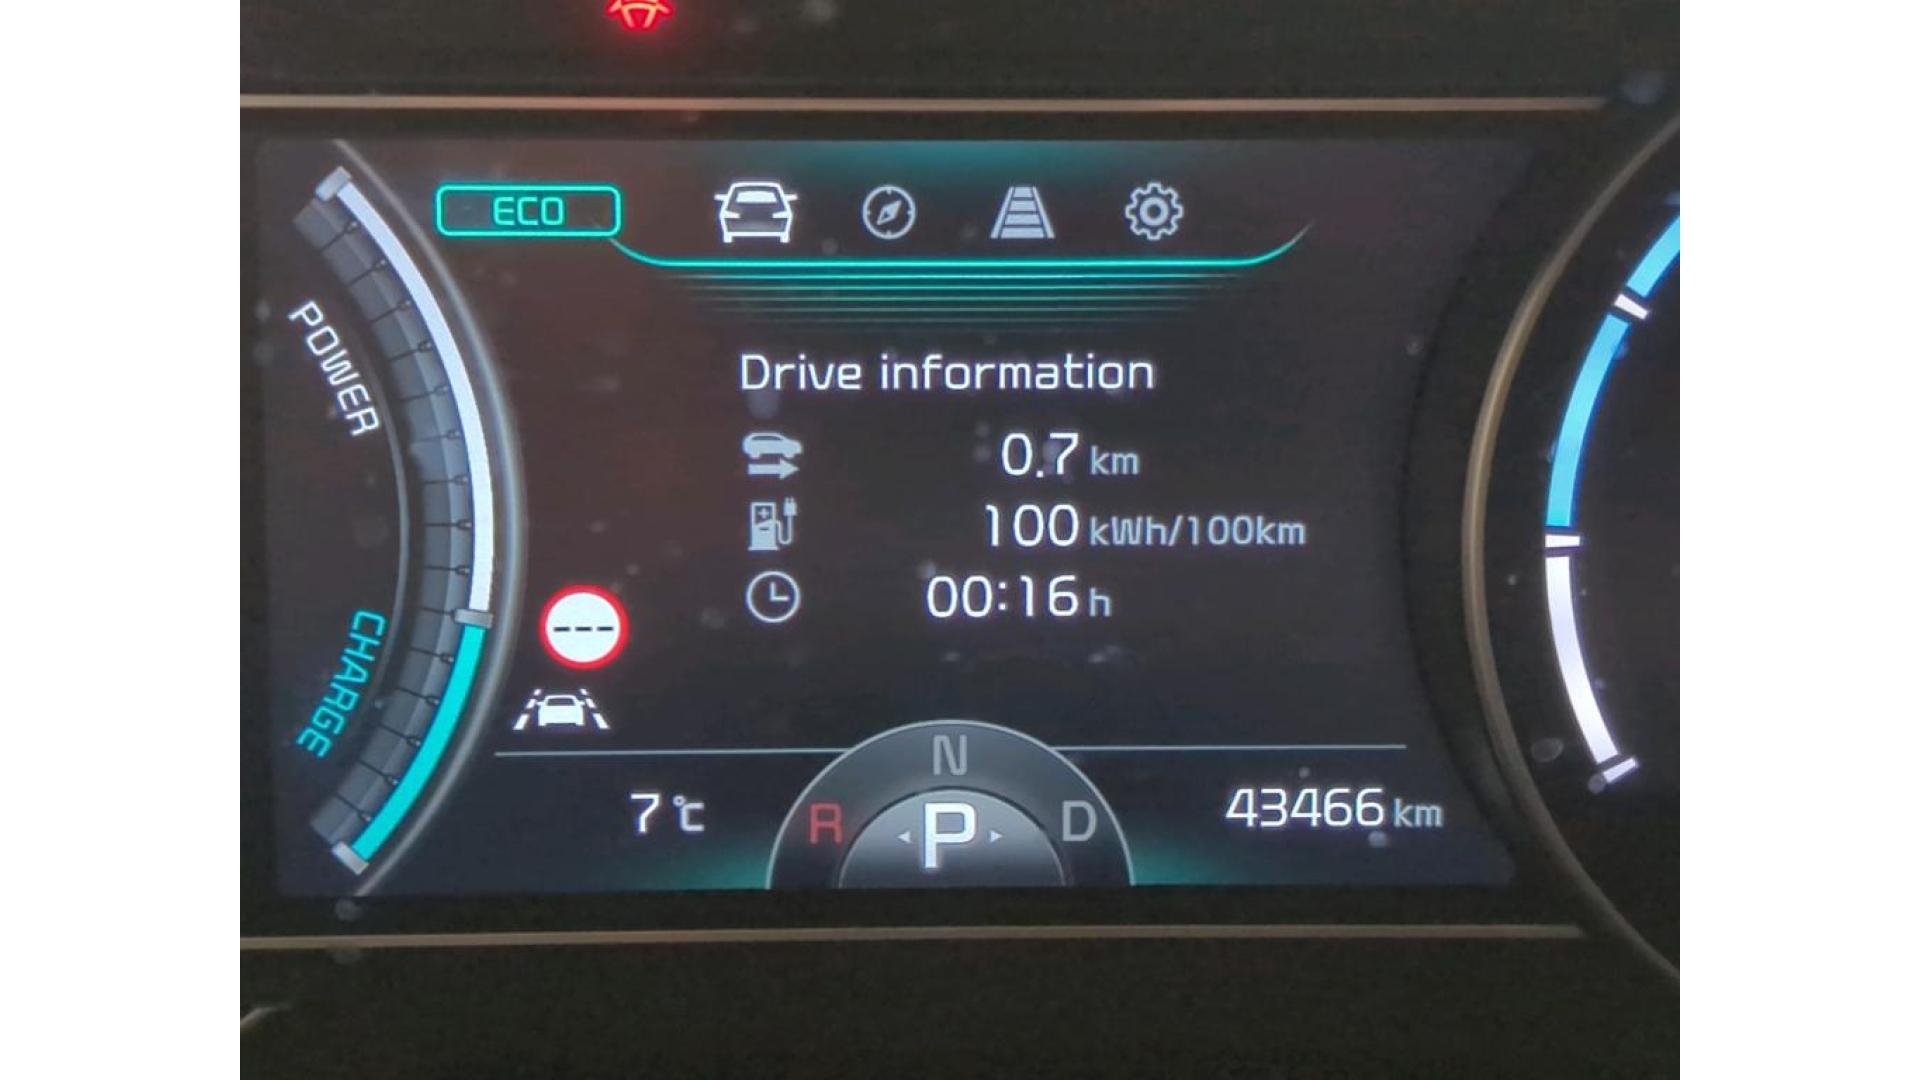 ECO
POWER
Drive information
0.7 km
100 kWh/100km
00:16 h
---
CHARGE
N
R P D
7 °C
43466 km